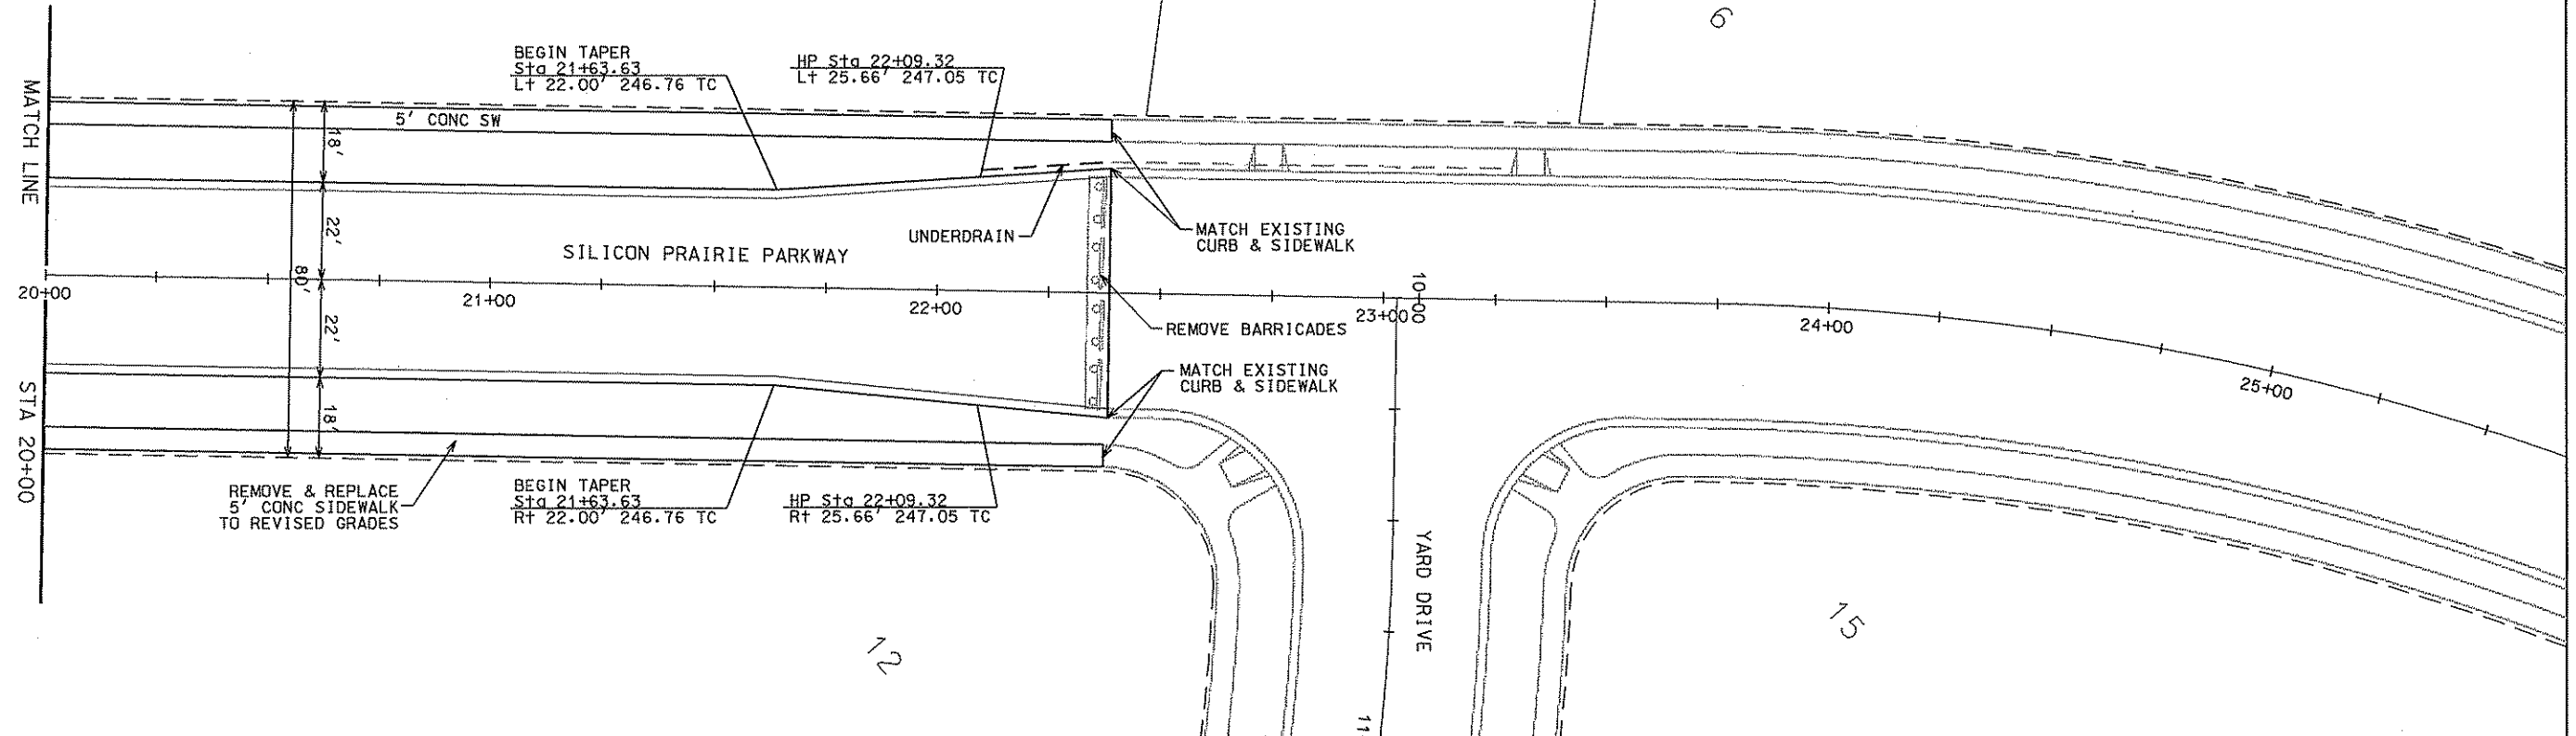 6
BEGIN TAPER
Sta 21+63.63
Lt 22.00' 246.76 TC
HP Sta 22+09.32
Lt 25.66' 247.05 TC
MATCH LINE
STA 20+00
5' CONC SW
18'
22'
80'
22'
18'
UNDERDRAIN
MATCH EXISTING
CURB & SIDEWALK
SILICON PRAIRIE PARKWAY
20+00
21+00
22+00
23+00
10+00
24+00
25+00
REMOVE BARRICADES
MATCH EXISTING
CURB & SIDEWALK
REMOVE & REPLACE
5' CONC SIDEWALK
TO REVISED GRADES
BEGIN TAPER
Sta 21+63.63
Rt 22.00' 246.76 TC
HP Sta 22+09.32
Rt 25.66' 247.05 TC
YARD DRIVE
12
15
11